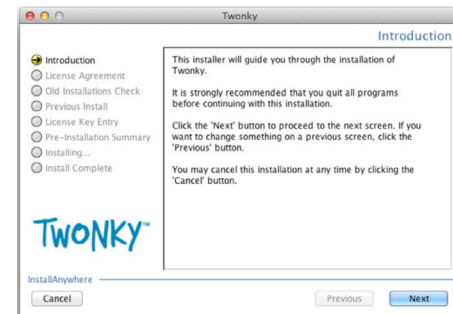 Twonky
Introduction
Introduction
License Agreement
Old Installations Check
Previous Install
License Key Entry
Pre-Installation Summary
Installing...
Install Complete
This installer will guide you through the installation of
Twonky.
It is strongly recommended that you quit all programs
before continuing with this installation.
Click the 'Next' button to proceed to the next screen. If you
want to change something on a previous screen, click the
'Previous' button.
You may cancel this installation at any time by clicking the
'Cancel' button.
TWONKY™
InstallAnywhere
Cancel
Previous
Next